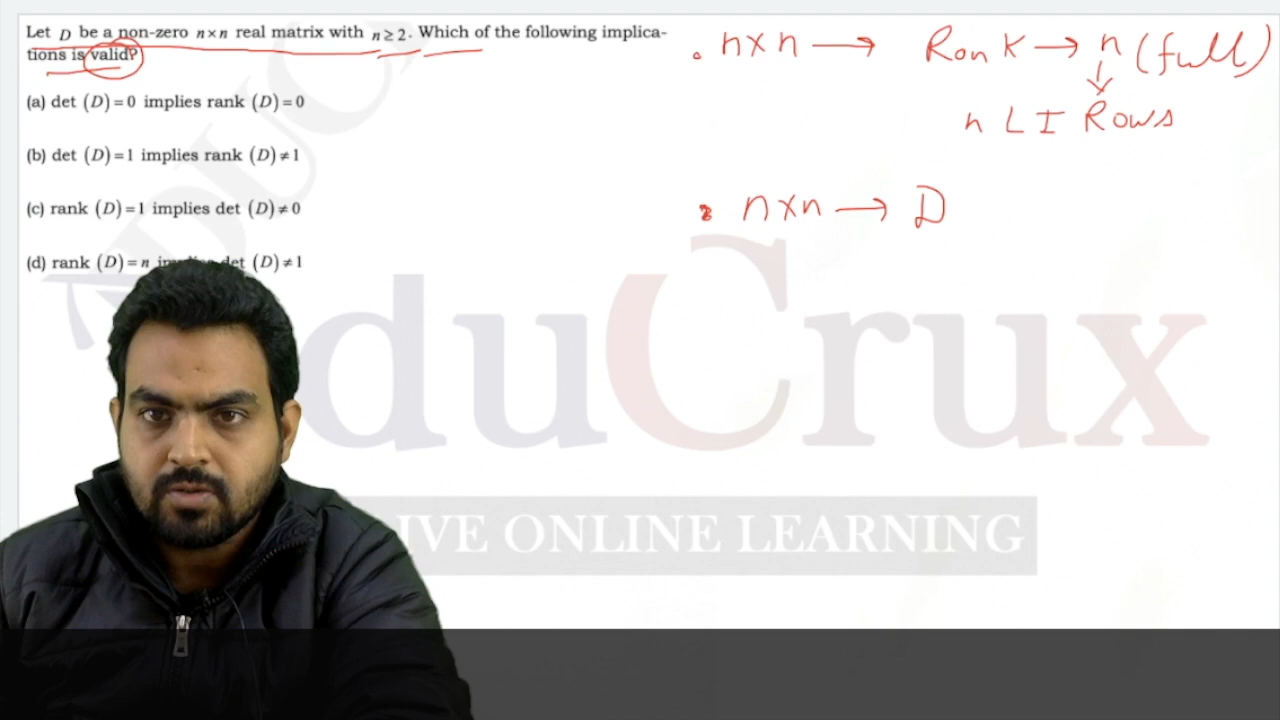 Let D be a non-zero n×n real matrix with n≥2. Which of the following implica-
tions is valid?
(a) det (D)=0 implies rank (D)=0
(b) det (D)=1 implies rank (D)≠1
(c) rank (D)=1 implies det (D)≠0
(d) rank (D)=n det (D)≠1
n×n → Rank → n (full)
n LI Rows
n×n → D
duCrux
IVE ONLINE LEARNING